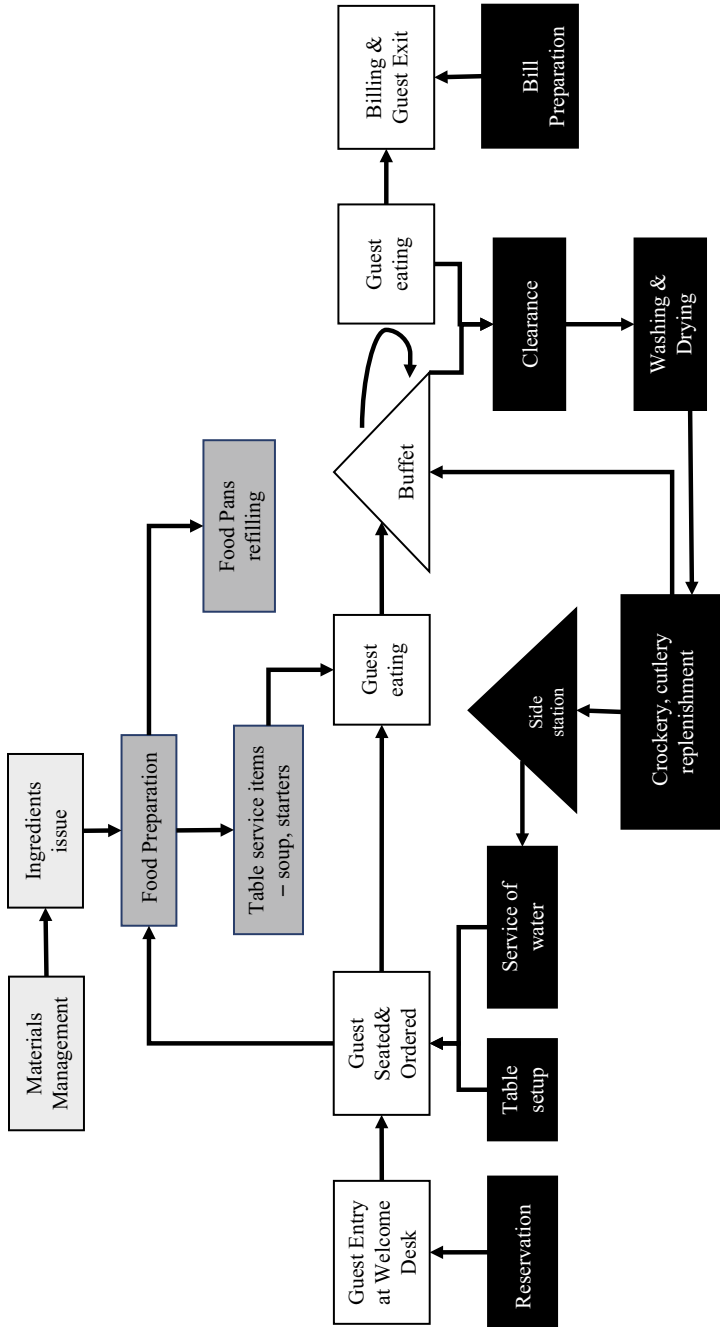 Materials
Management
Ingredients
issue
Food Preparation
Food Pans
refilling
Table service items
– soup, starters
Guest Entry
at Welcome
Desk
Guest
Seated&
Ordered
Guest
eating
Buffet
Guest
eating
Billing &
Guest Exit
Reservation
Table
setup
Service of
water
Side
station
Clearance
Bill
Preparation
Crockery, cutlery
replenishment
Washing &
Drying